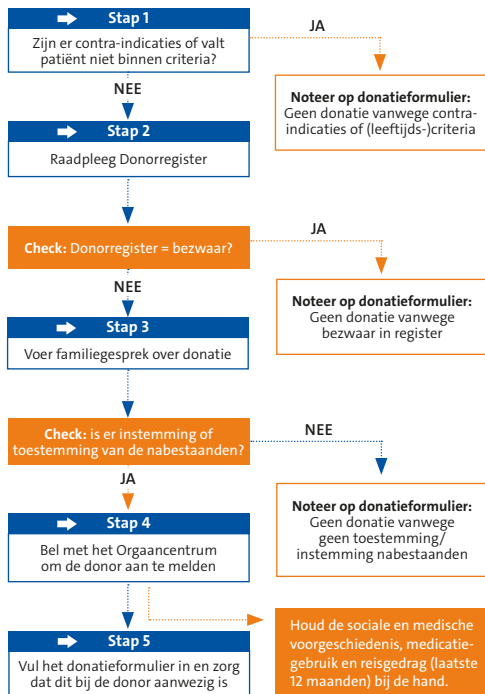 Stap 1
Zijn er contra-indicaties of valt
patiënt niet binnen criteria?
JA
Noteer op donatieformulier:
Geen donatie vanwege contra-
indicaties of (leeftijds-)criteria
NEE
Stap 2
Raadpleeg Donorregister
Check: Donorregister = bezwaar?
JA
Noteer op donatieformulier:
Geen donatie vanwege
bezwaar in register
NEE
Stap 3
Voer familiegesprek over donatie
Check: is er instemming of
toestemming van de nabestaanden?
NEE
Noteer op donatieformulier:
Geen donatie vanwege
geen toestemming/
instemming nabestaanden
JA
Stap 4
Bel met het Orgaancentrum
om de donor aan te melden
Houd de sociale en medische
voorgeschiedenis, medicatie-
gebruik en reisgedrag (laatste
12 maanden) bij de hand.
Stap 5
Vul het donatieformulier in en zorg
dat dit bij de donor aanwezig is